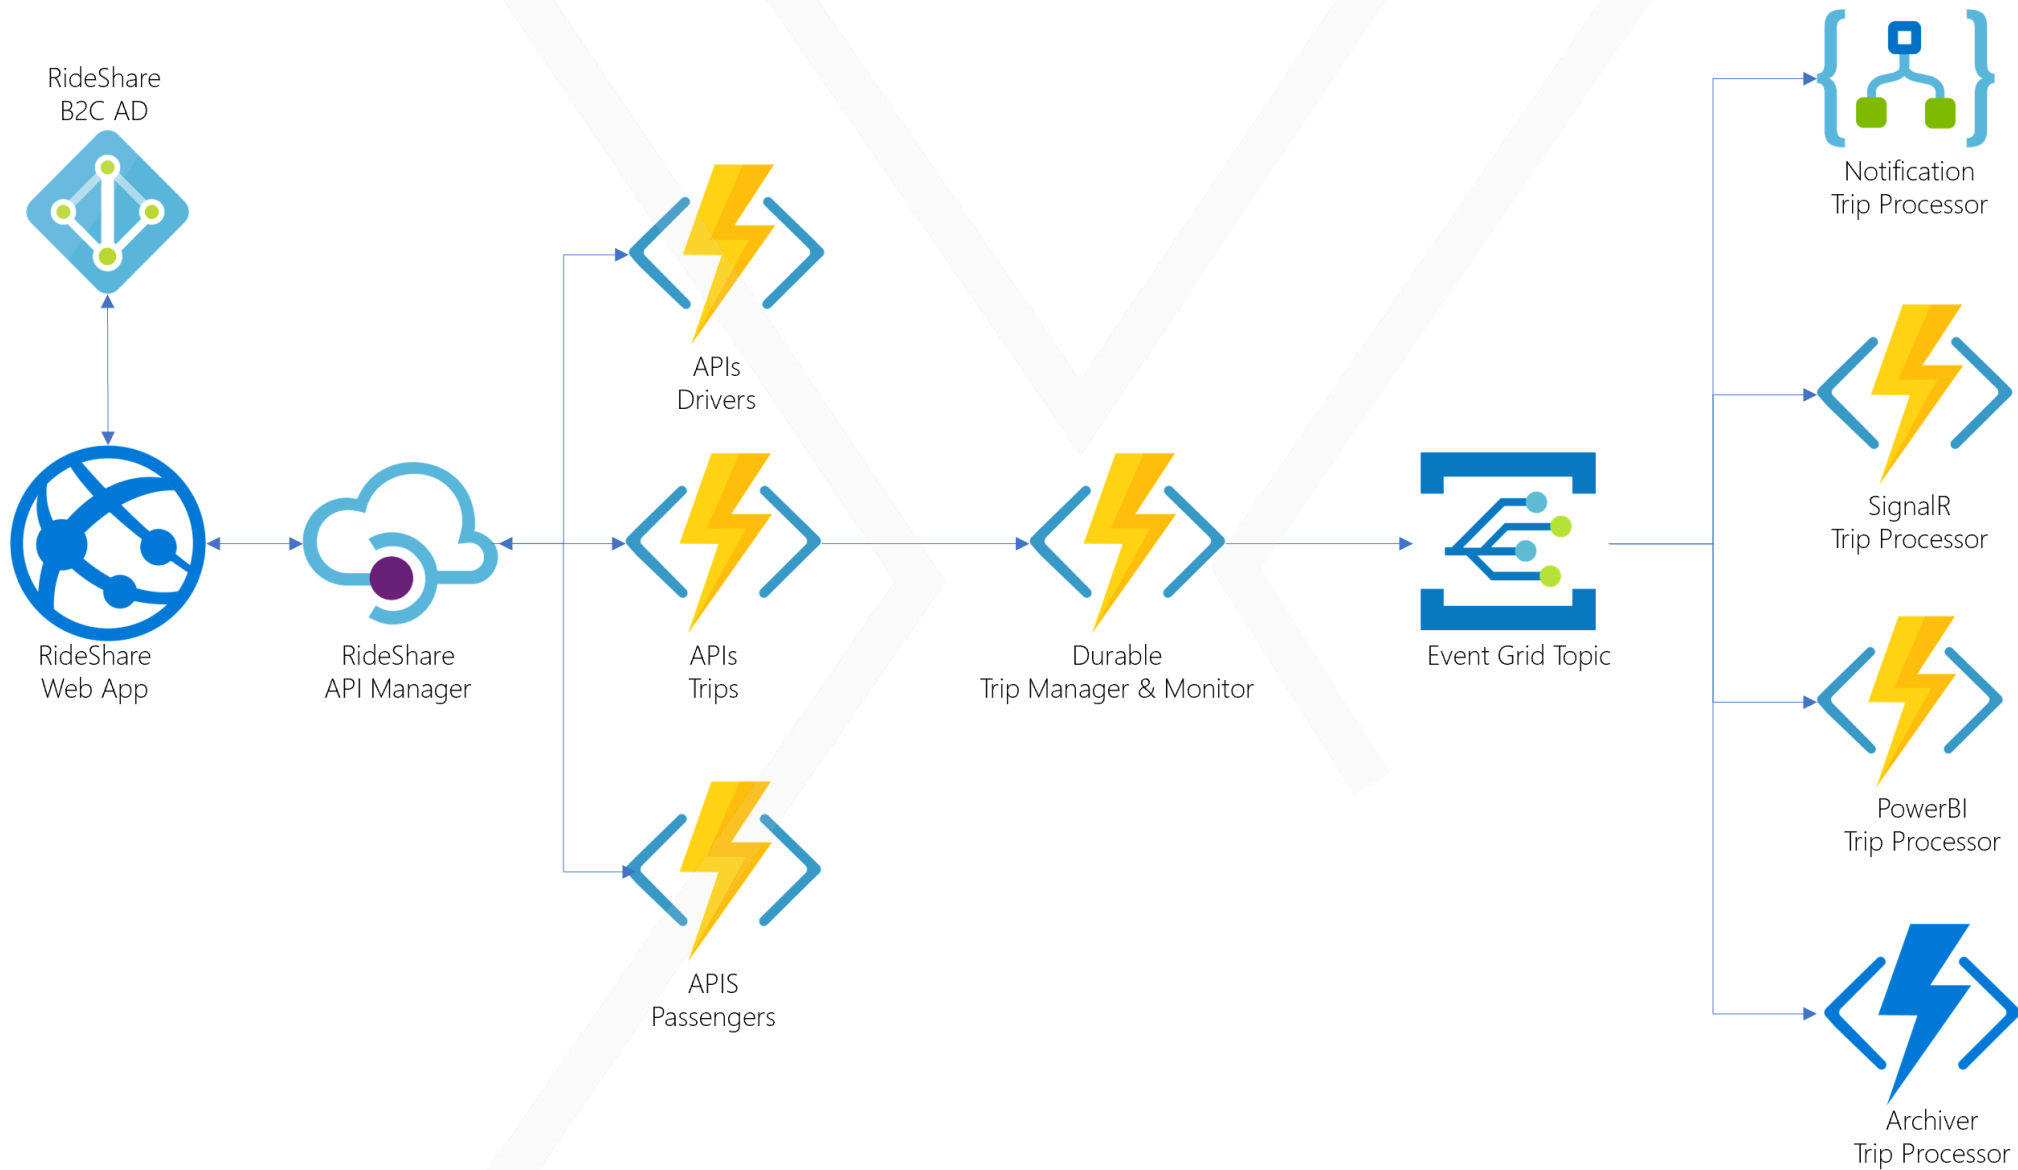 RideShare
B2C AD
RideShare
Web App
RideShare
API Manager
APIs
Drivers
APIs
Trips
APIS
Passengers
Durable
Trip Manager & Monitor
Event Grid Topic
Notification
Trip Processor
SignalR
Trip Processor
PowerBI
Trip Processor
Archiver
Trip Processor